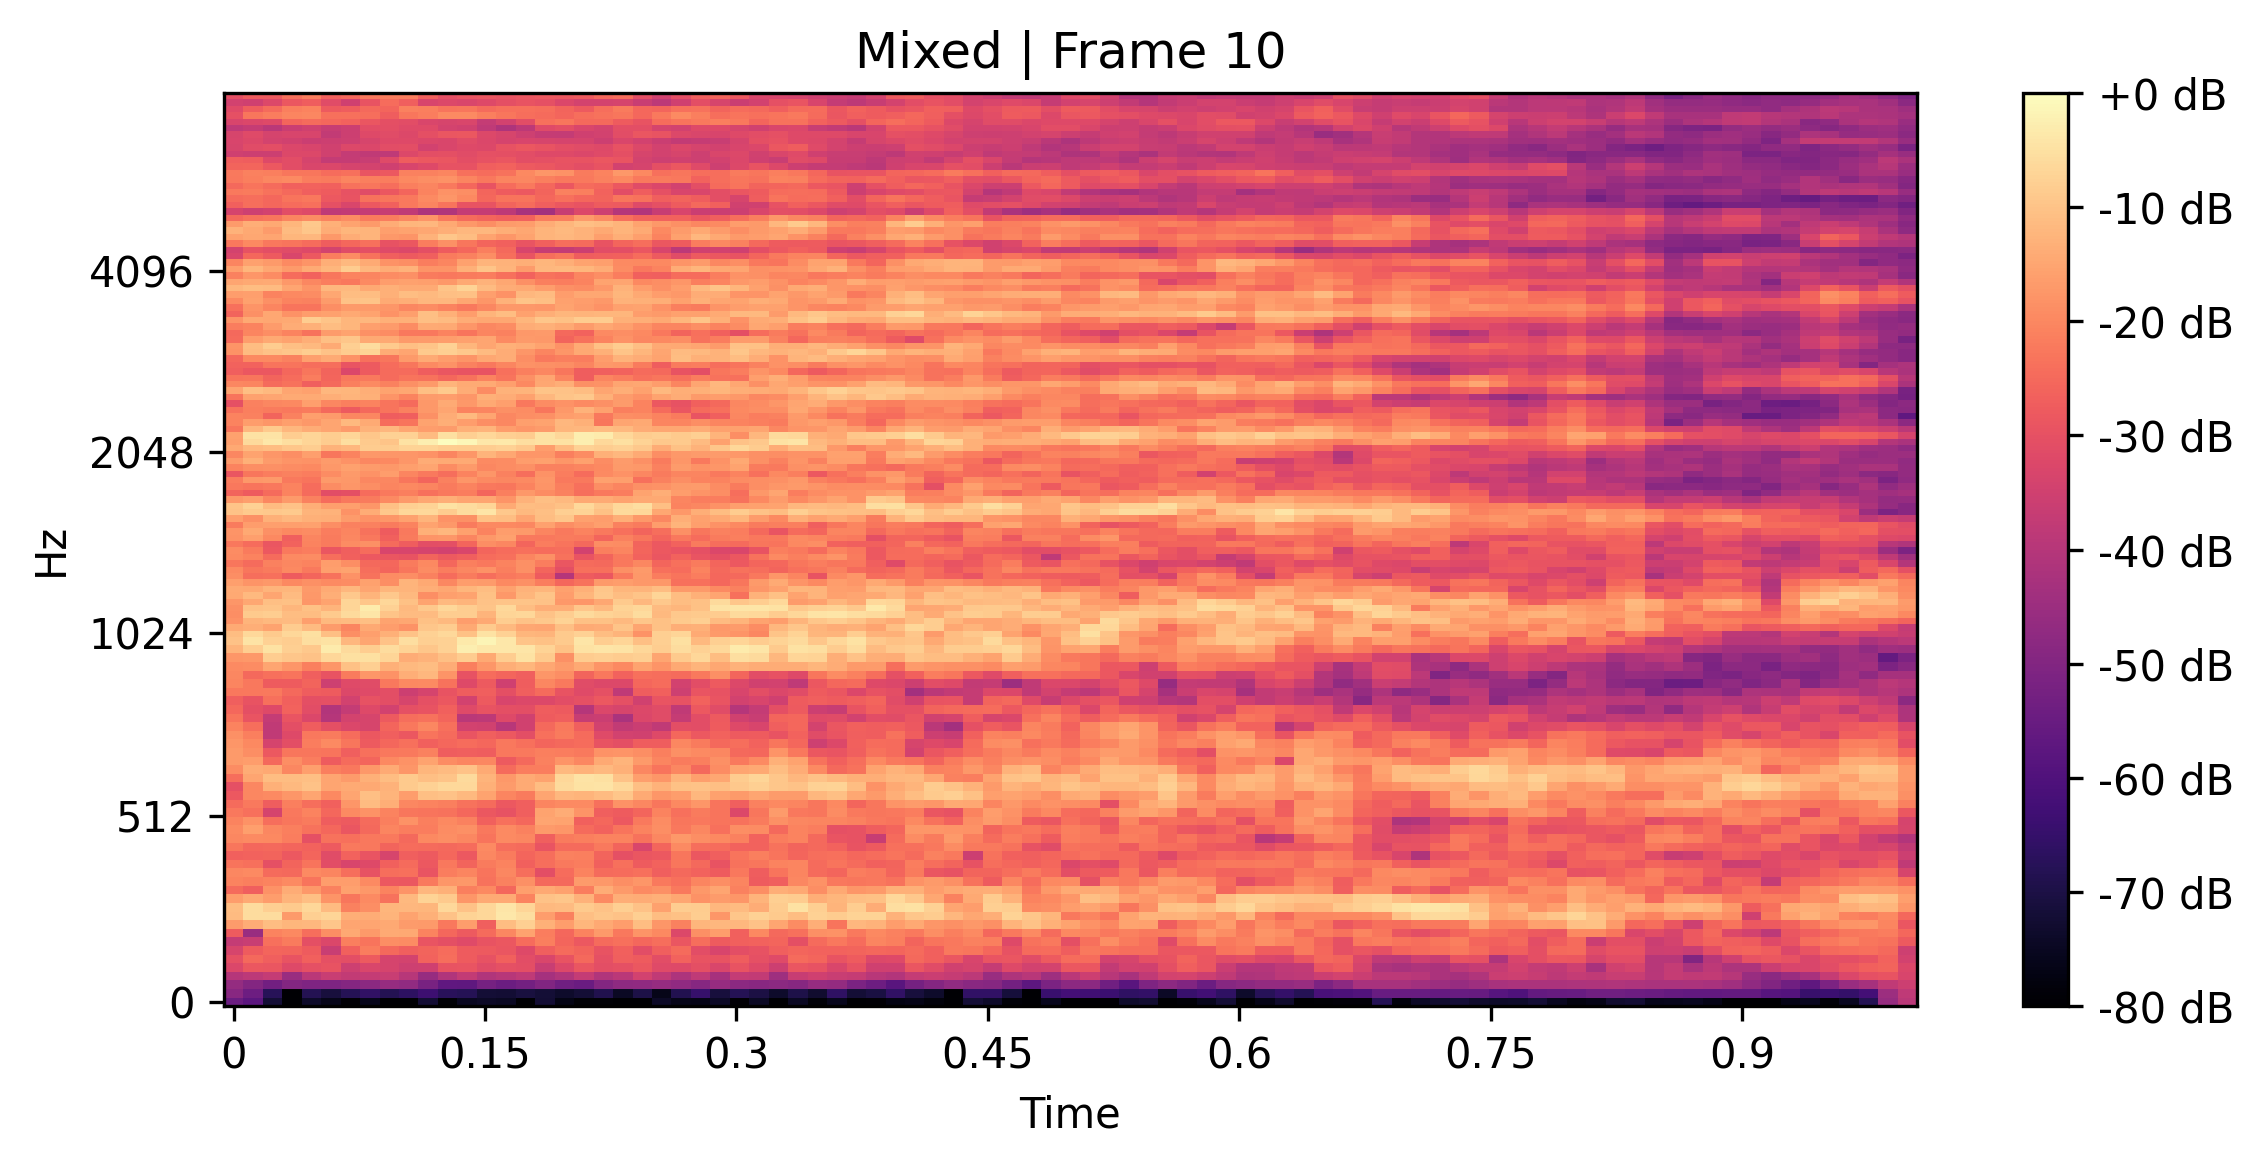 Mixed | Frame 10
+0 dB
-10 dB
-20 dB
-30 dB
-40 dB
-50 dB
-60 dB
-70 dB
-80 dB
Hz
4096
2048
1024
512
0
0 0.15 0.3 0.45 0.6 0.75 0.9
Time